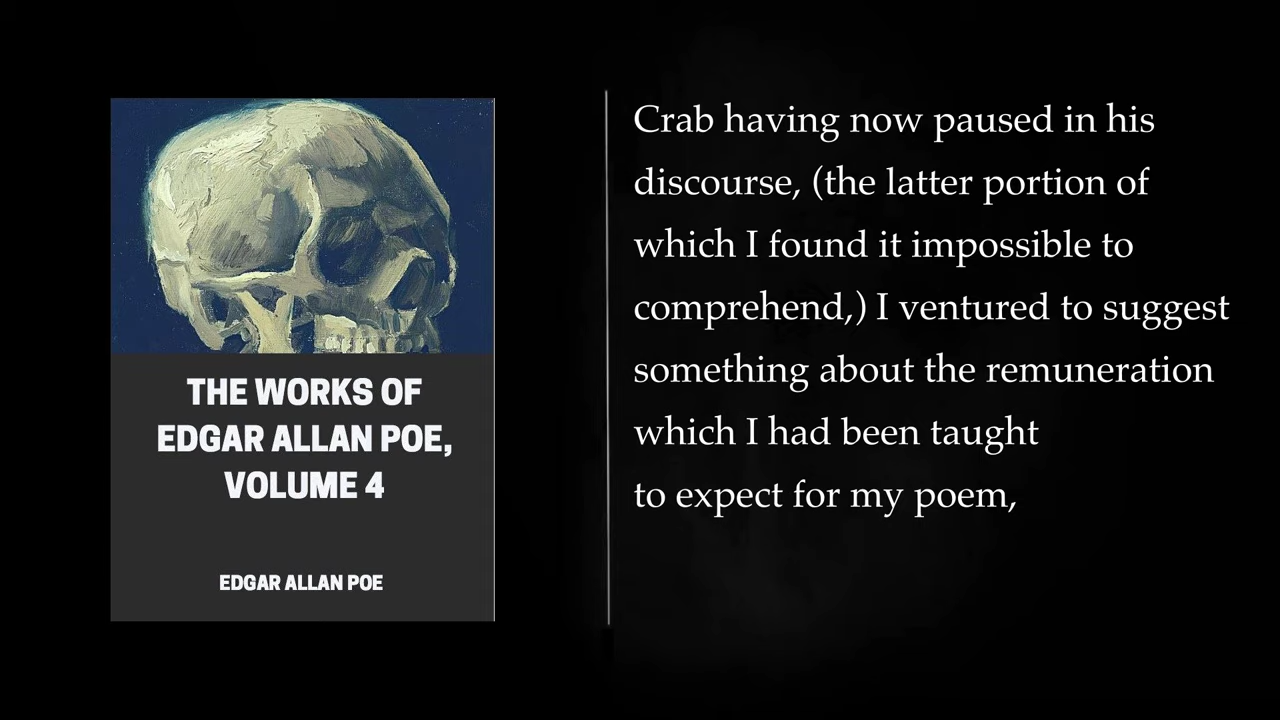 THE WORKS OF
EDGAR ALLAN POE,
VOLUME 4
EDGAR ALLAN POE
Crab having now paused in his
discourse, (the latter portion of
which I found it impossible to
comprehend,) I ventured to suggest
something about the remuneration
which I had been taught
to expect for my poem,